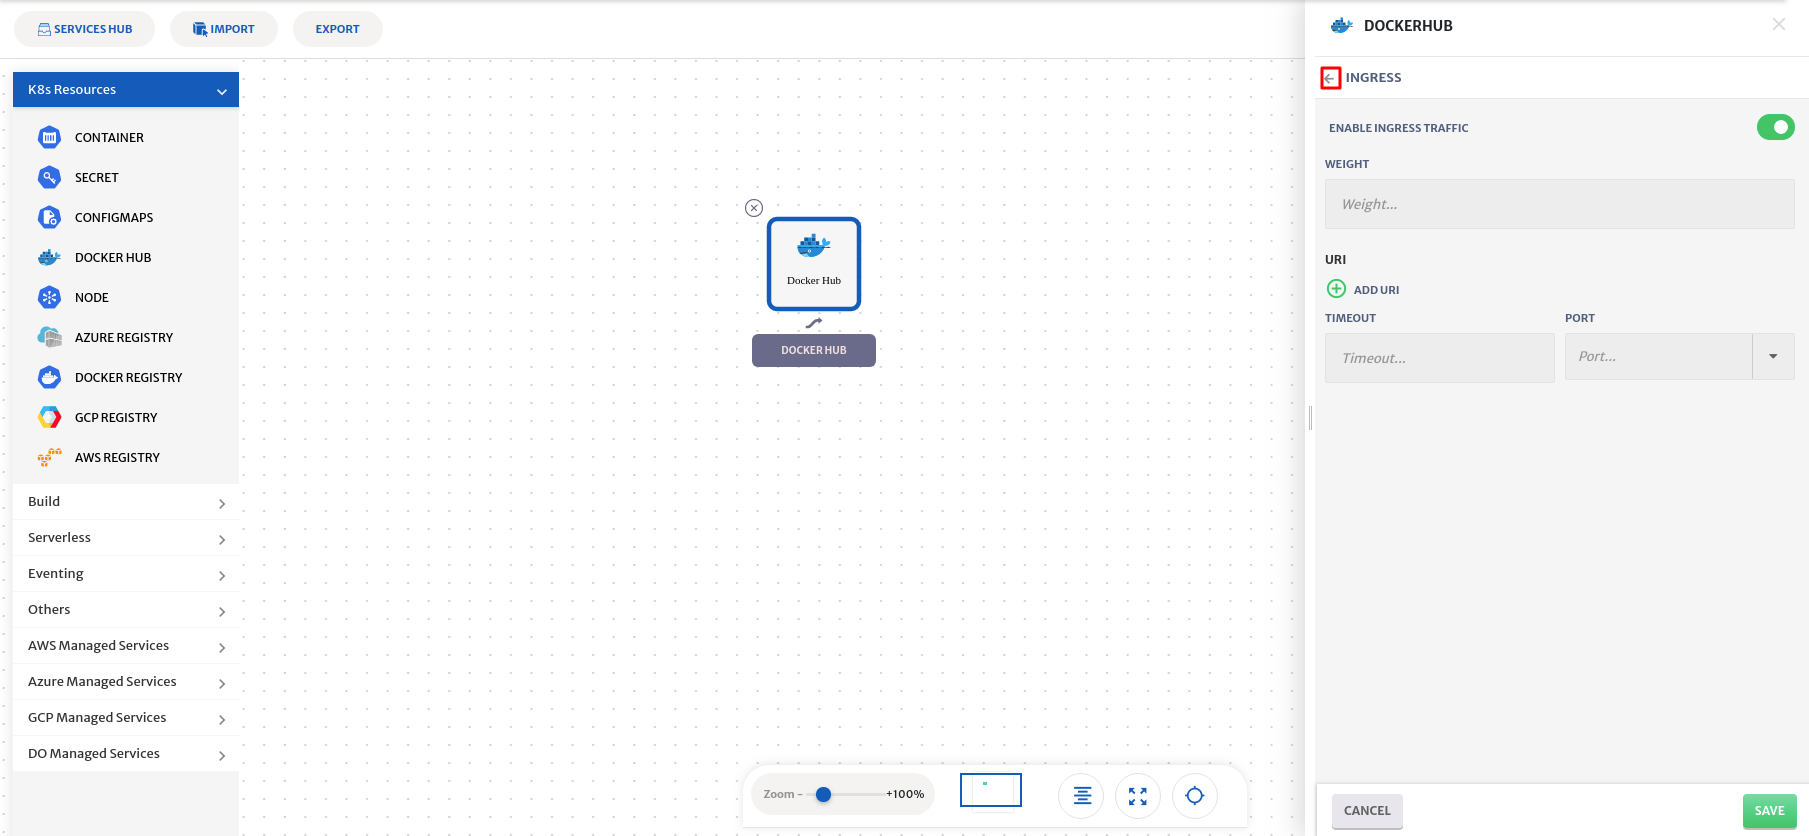 SERVICES HUB
IMPORT
EXPORT
K8s Resources
CONTAINER
SECRET
CONFIGMAPS
DOCKER HUB
NODE
AZURE REGISTRY
DOCKER REGISTRY
GCP REGISTRY
AWS REGISTRY
Build
Serverless
Eventing
Others
AWS Managed Services
Azure Managed Services
GCP Managed Services
DO Managed Services
Docker Hub
DOCKER HUB
Zoom - +100%
DOCKERHUB
INGRESS
ENABLE INGRESS TRAFFIC
WEIGHT
Weight...
URI
ADD URI
TIMEOUT PORT
Timeout... Port...
CANCEL SAVE